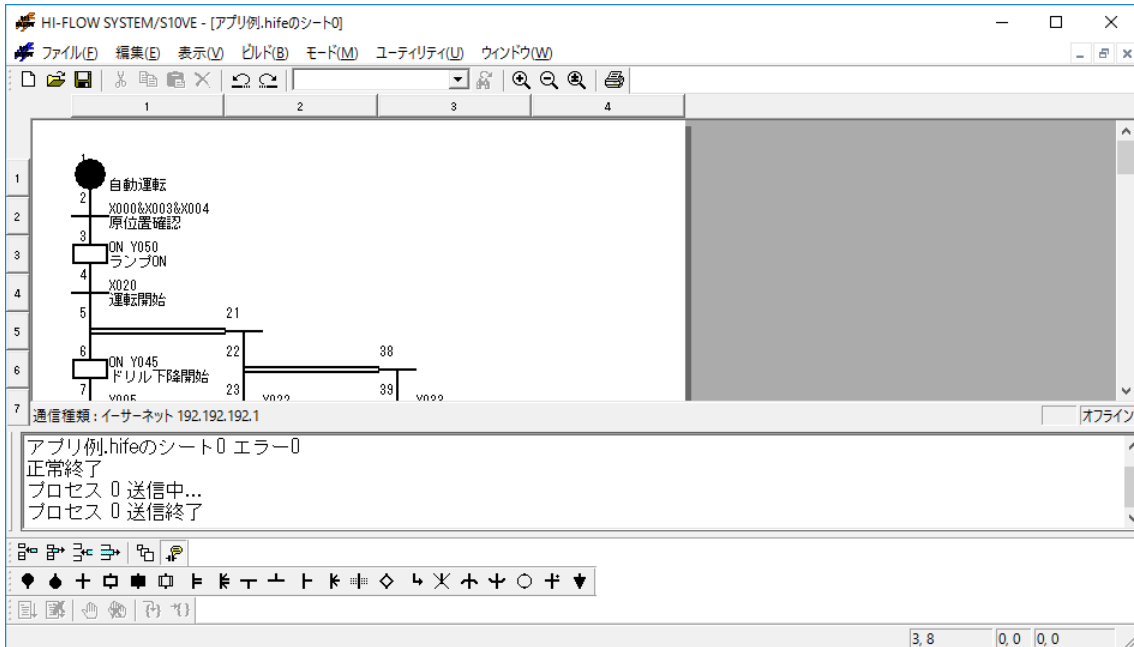 HI-FLOW SYSTEM/S10VE - [アプリ例.hifeのシート0]
ファイル(F) 編集(E) 表示(V) ビルド(B) モード(M) ユーティリティ(U) ウィンドウ(W)
1 2 3 4
1
1
自動運転
2
2
X000&X003&X004
原位置確認
3
3
ON Y050
ランプON
4
4
X020
運転開始
5
21
5
6
22
38
6
ON Y045
ドリル下降開始
7
23
39
7
通信種類 : イーサーネット 192.192.192.1
オフライン
アプリ例.hifeのシート0 エラー0
正常終了
プロセス 0 送信中...
プロセス 0 送信終了
3, 8
0, 0
0, 0